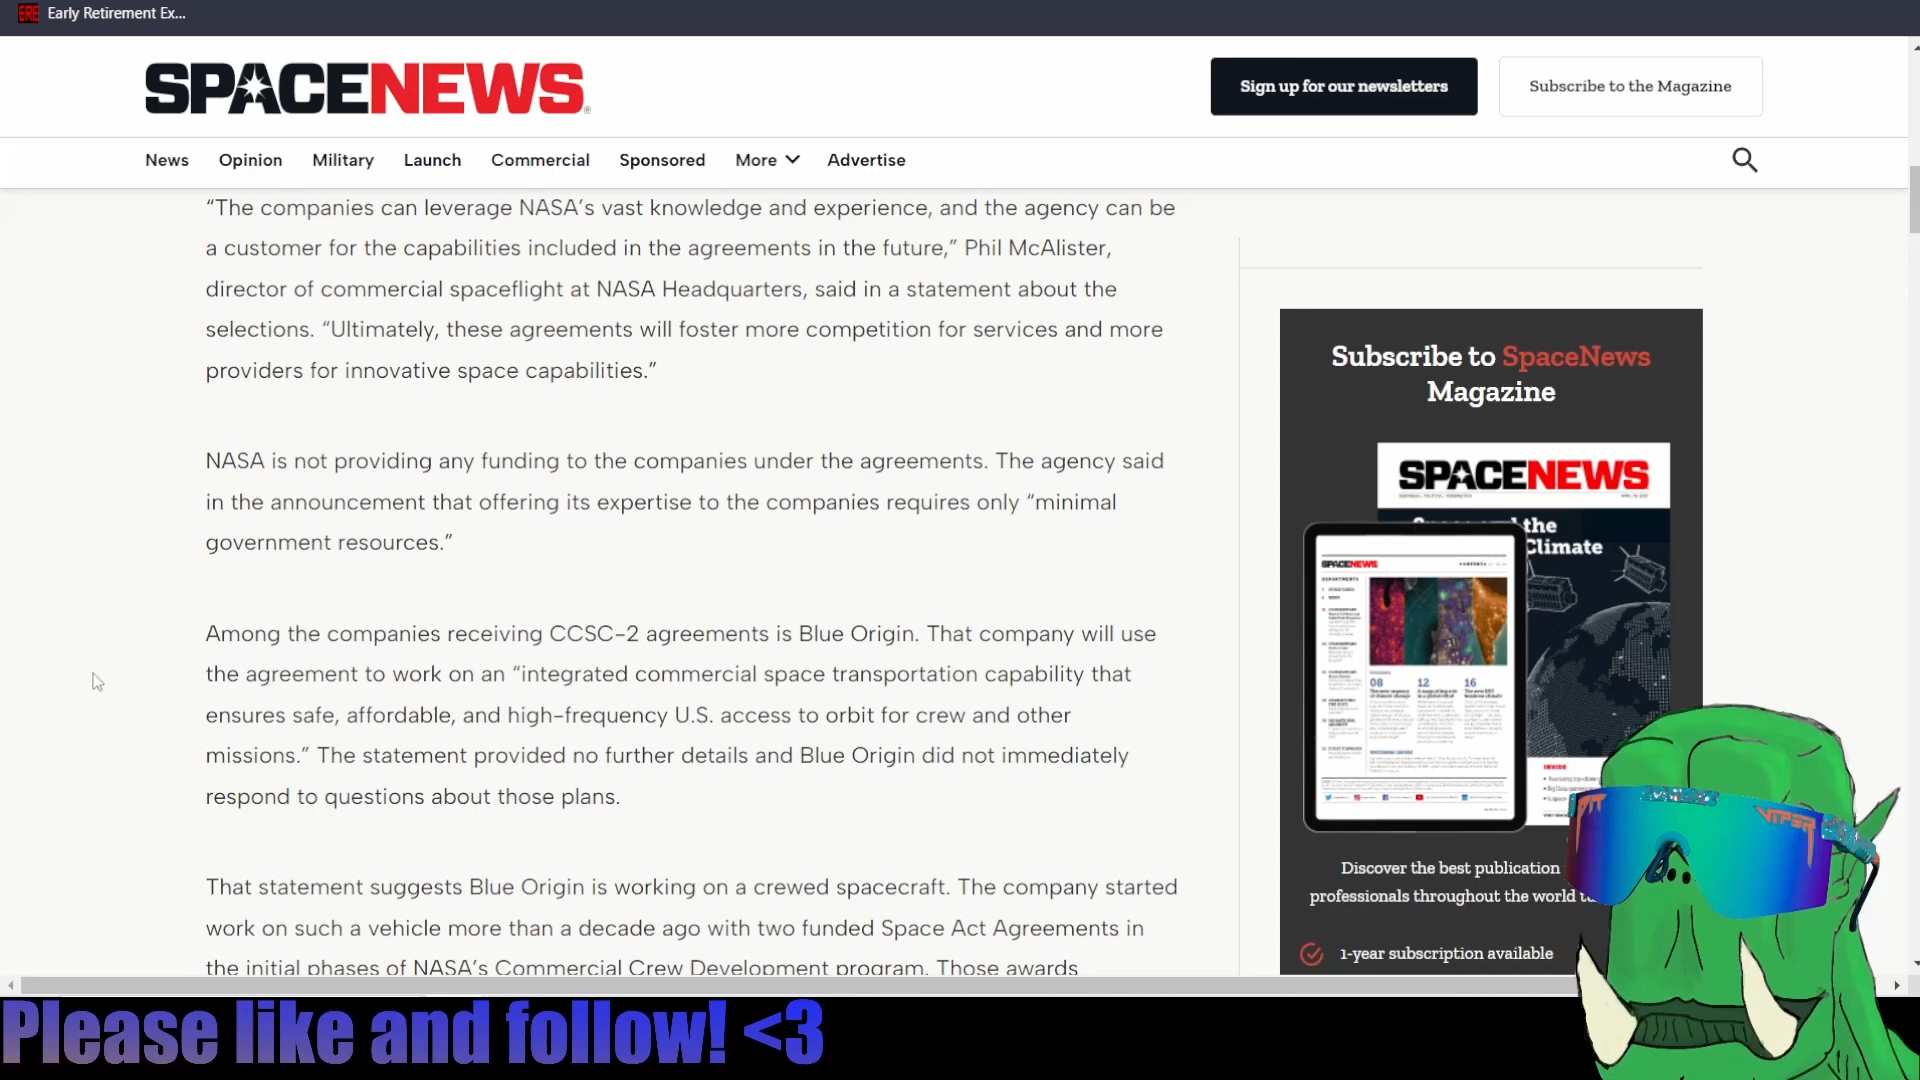 Early Retirement Ex...
SPACENEWS
Sign up for our newsletters
Subscribe to the Magazine
News Opinion Military Launch Commercial Sponsored More Advertise
“The companies can leverage NASA’s vast knowledge and experience, and the agency can be
a customer for the capabilities included in the agreements in the future,” Phil McAlister,
director of commercial spaceflight at NASA Headquarters, said in a statement about the
selections. “Ultimately, these agreements will foster more competition for services and more
providers for innovative space capabilities.”
NASA is not providing any funding to the companies under the agreements. The agency said
in the announcement that offering its expertise to the companies requires only “minimal
government resources.”
Among the companies receiving CCSC-2 agreements is Blue Origin. That company will use
the agreement to work on an “integrated commercial space transportation capability that
ensures safe, affordable, and high-frequency U.S. access to orbit for crew and other
missions.” The statement provided no further details and Blue Origin did not immediately
respond to questions about those plans.
That statement suggests Blue Origin is working on a crewed spacecraft. The company started
work on such a vehicle more than a decade ago with two funded Space Act Agreements in
the initial phases of NASA’s Commercial Crew Development program. Those awards
Subscribe to SpaceNews
Magazine
SPACENEWS
the
Climate
SPACENEWS
08 12 16
Discover the best publication
professionals throughout the world
1-year subscription available
VIPER
Please like and follow! <3